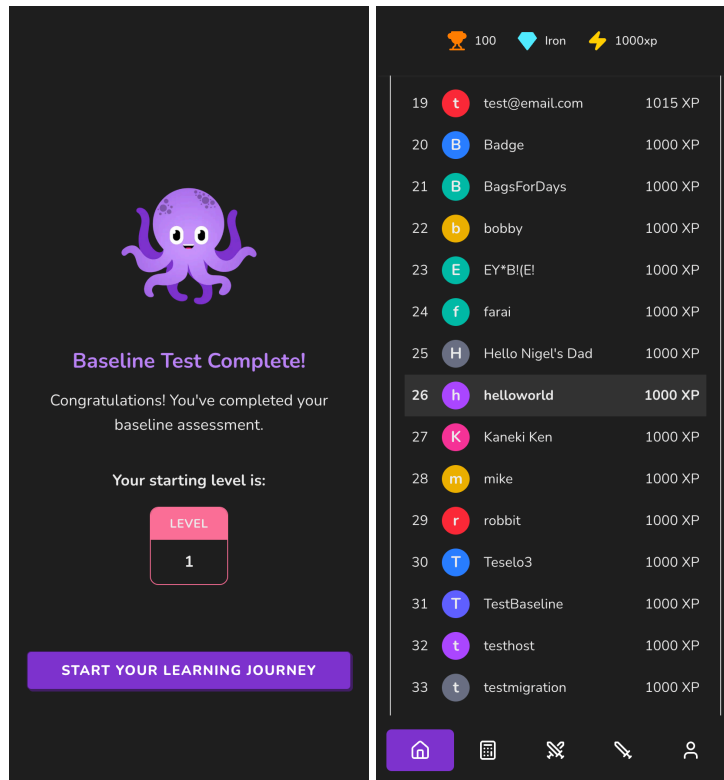 Baseline Test Complete!
Congratulations! You've completed your
baseline assessment.
Your starting level is:
LEVEL
1
START YOUR LEARNING JOURNEY
100 Iron 1000xp
19 t test@email.com 1015 XP
20 B Badge 1000 XP
21 B BagsForDays 1000 XP
22 b bobby 1000 XP
23 E EY*B!(E! 1000 XP
24 f farai 1000 XP
25 H Hello Nigel's Dad 1000 XP
26 h helloworld 1000 XP
27 K Kaneki Ken 1000 XP
28 m mike 1000 XP
29 r robbit 1000 XP
30 T Teselo3 1000 XP
31 T TestBaseline 1000 XP
32 t testhost 1000 XP
33 t testmigration 1000 XP